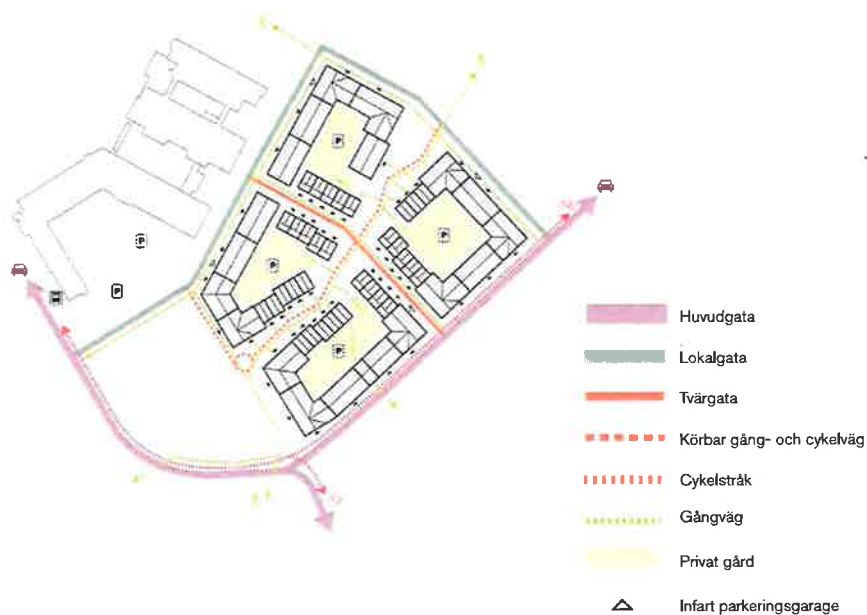 P
P
P
P
P
P
Huvudgata
Lokalgata
Tvärgata
Körbar gång- och cykelväg
Cykelstråk
Gångväg
Privat gård
Infart parkeringsgarage